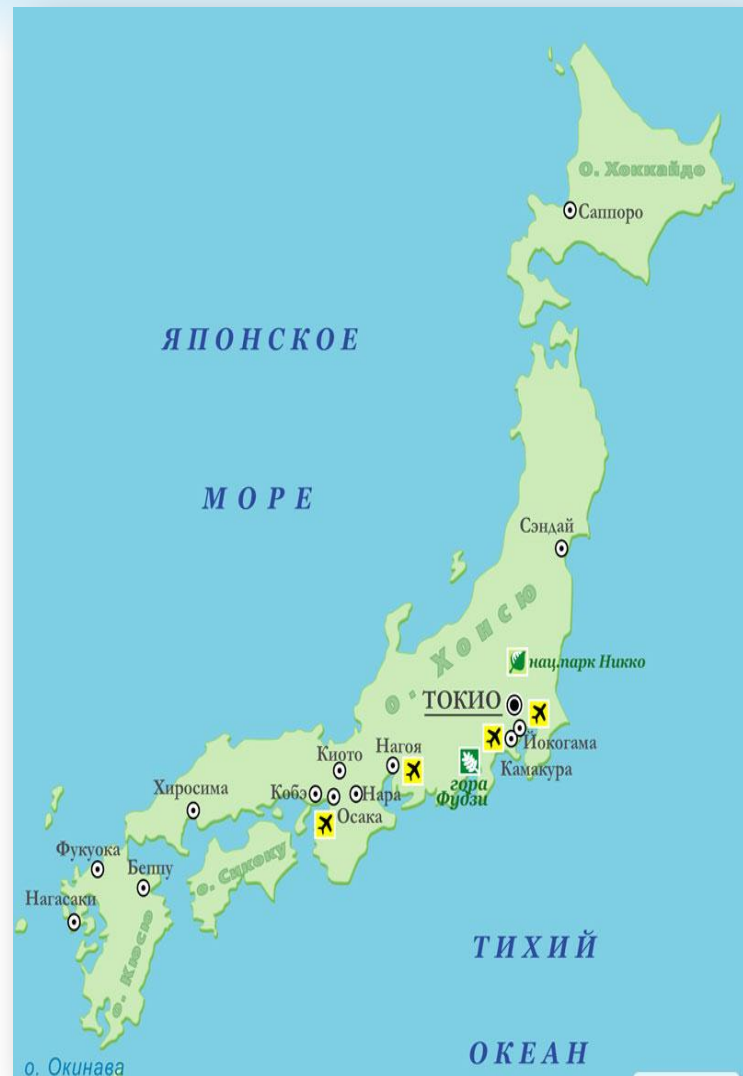 О. Хоккайдо
Саппоро
ЯПОНСКОЕ
МОРЕ
Сэндай
о. Хонсю
нац.парк Никко
ТОКИО
Йокогама
Камакура
Киото
Нагоя
гора
Фудзи
Хиросима
Кобэ
Нара
Осака
Фукуока
Беппу
о. Сикоку
Нагасаки
о. Кюсю
ТИХИЙ
ОКЕАН
о. Окинава